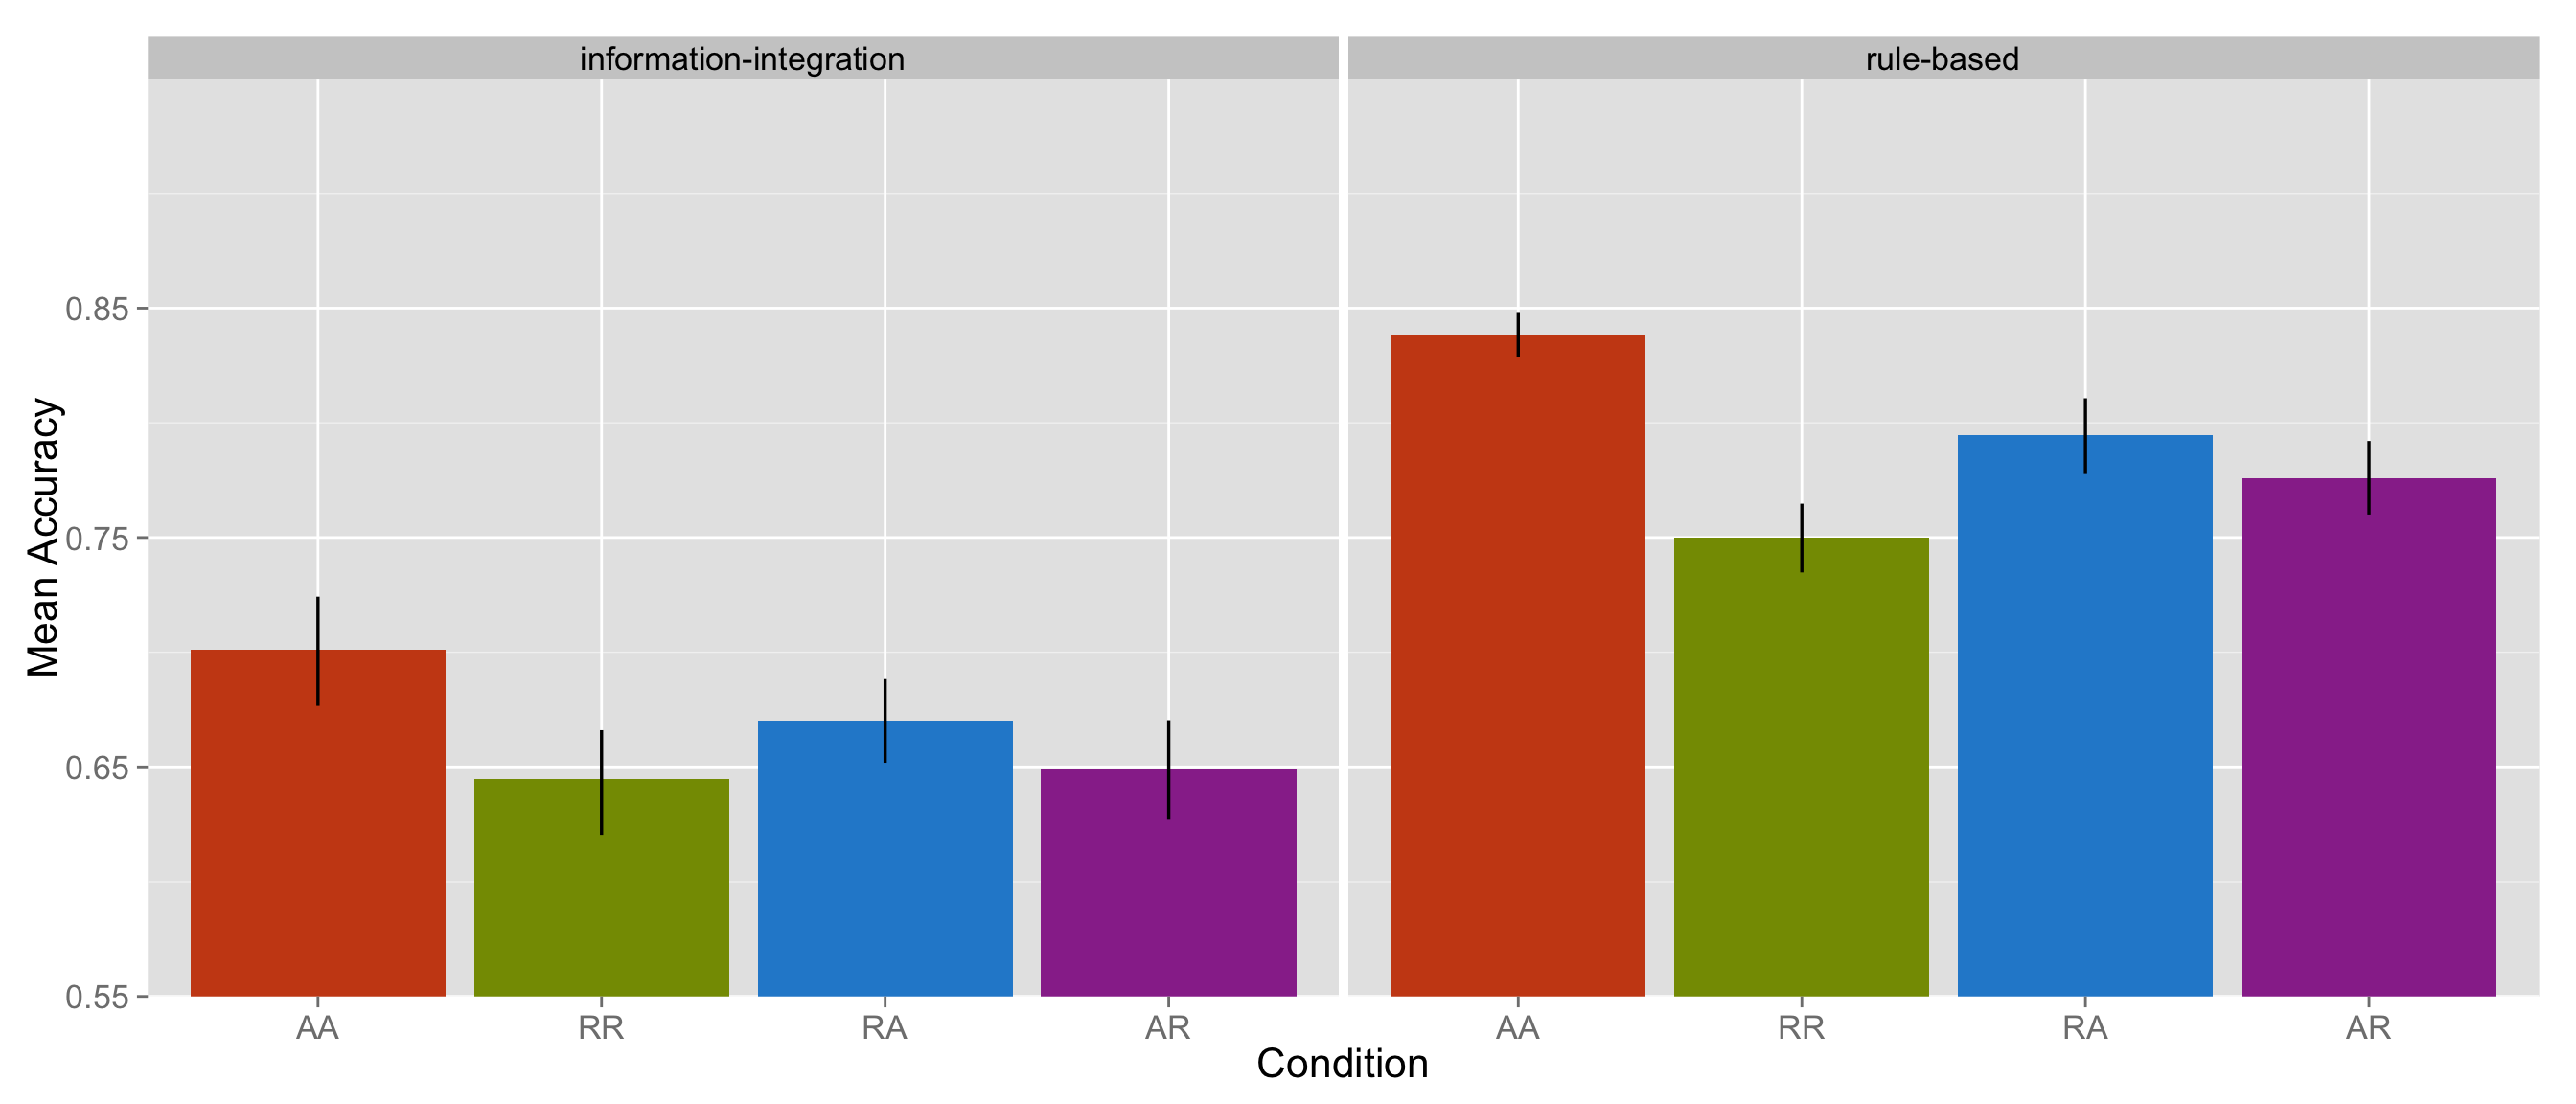 information-integration
rule-based
Mean Accuracy
0.85
0.75
0.65
0.55
AA RR RA AR AA RR RA AR
Condition